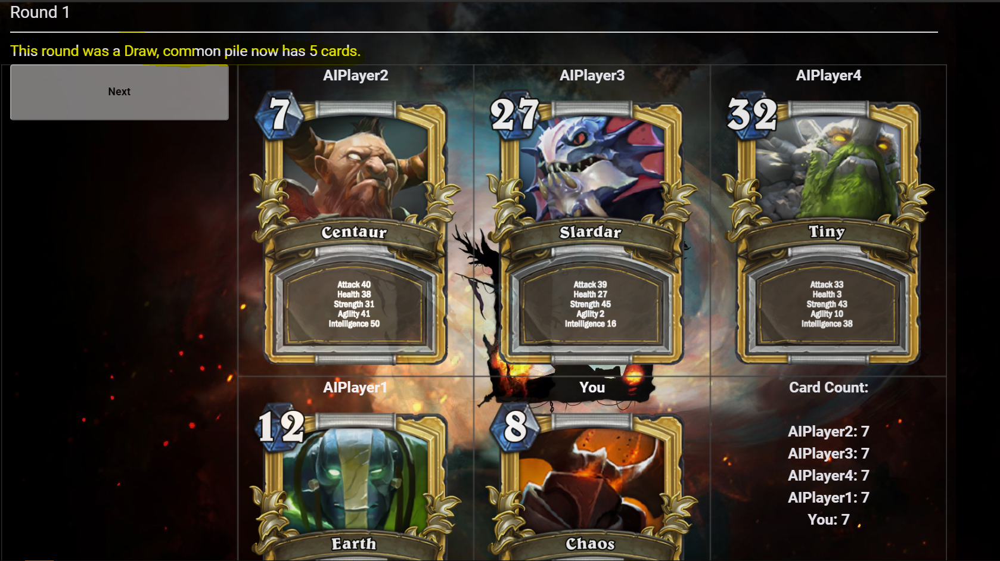 Round 1
This round was a Draw, common pile now has 5 cards.
Next
AIPlayer2
7
Centaur
Attack 40
Health 38
Strength 31
Agility 41
Intelligence 50
AIPlayer3
27
Slardar
Attack 39
Health 27
Strength 45
Agility 2
Intelligence 16
AIPlayer4
32
Tiny
Attack 33
Health 3
Strength 43
Agility 10
Intelligence 38
AIPlayer1
12
Earth
You
8
Chaos
Card Count:
AIPlayer2: 7
AIPlayer3: 7
AIPlayer4: 7
AIPlayer1: 7
You: 7